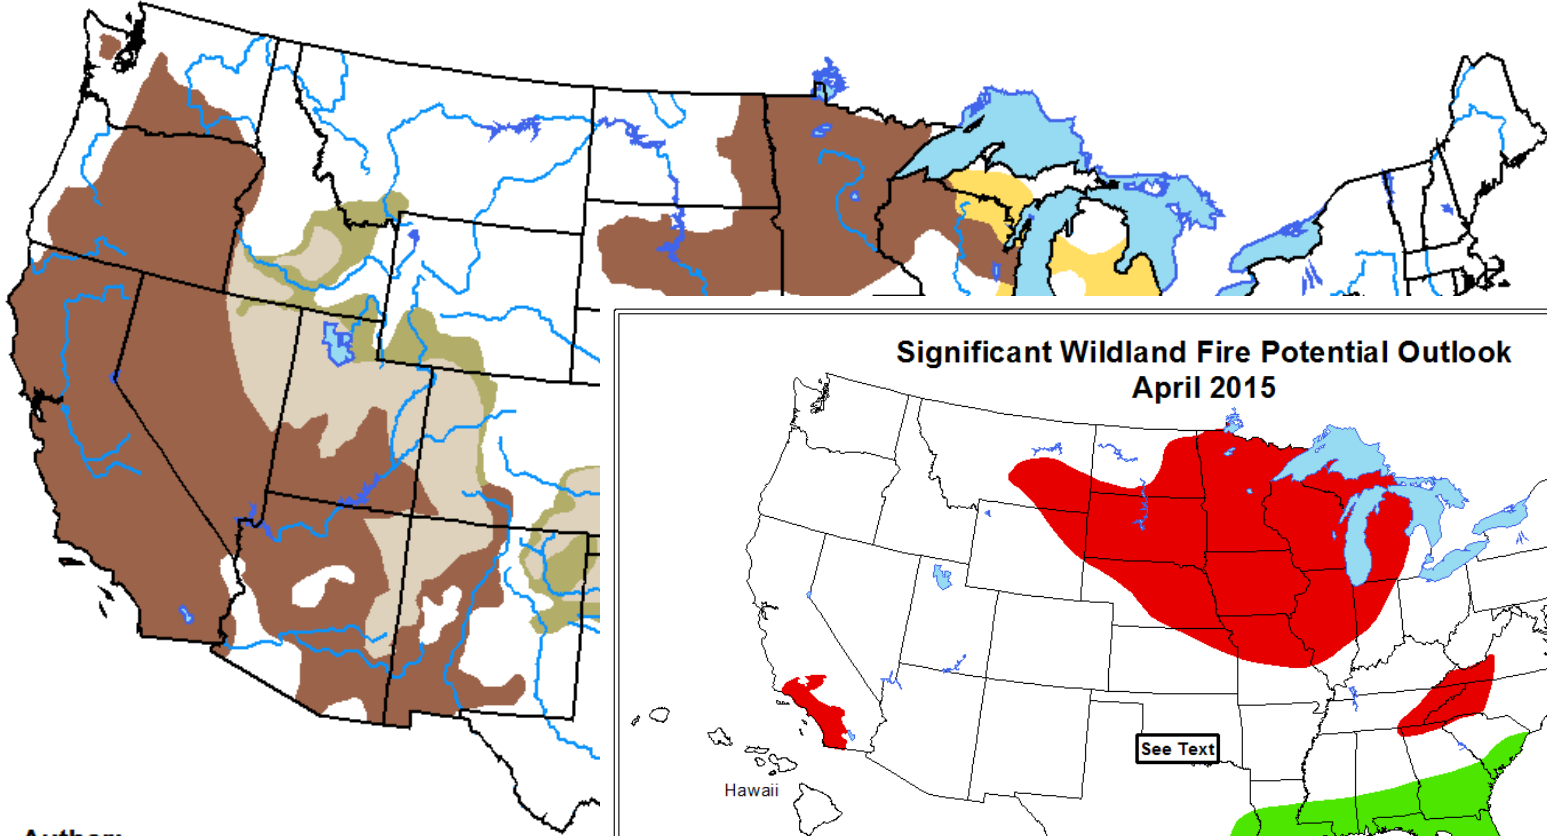 Significant Wildland Fire Potential Outlook
April 2015
See Text
Hawaii